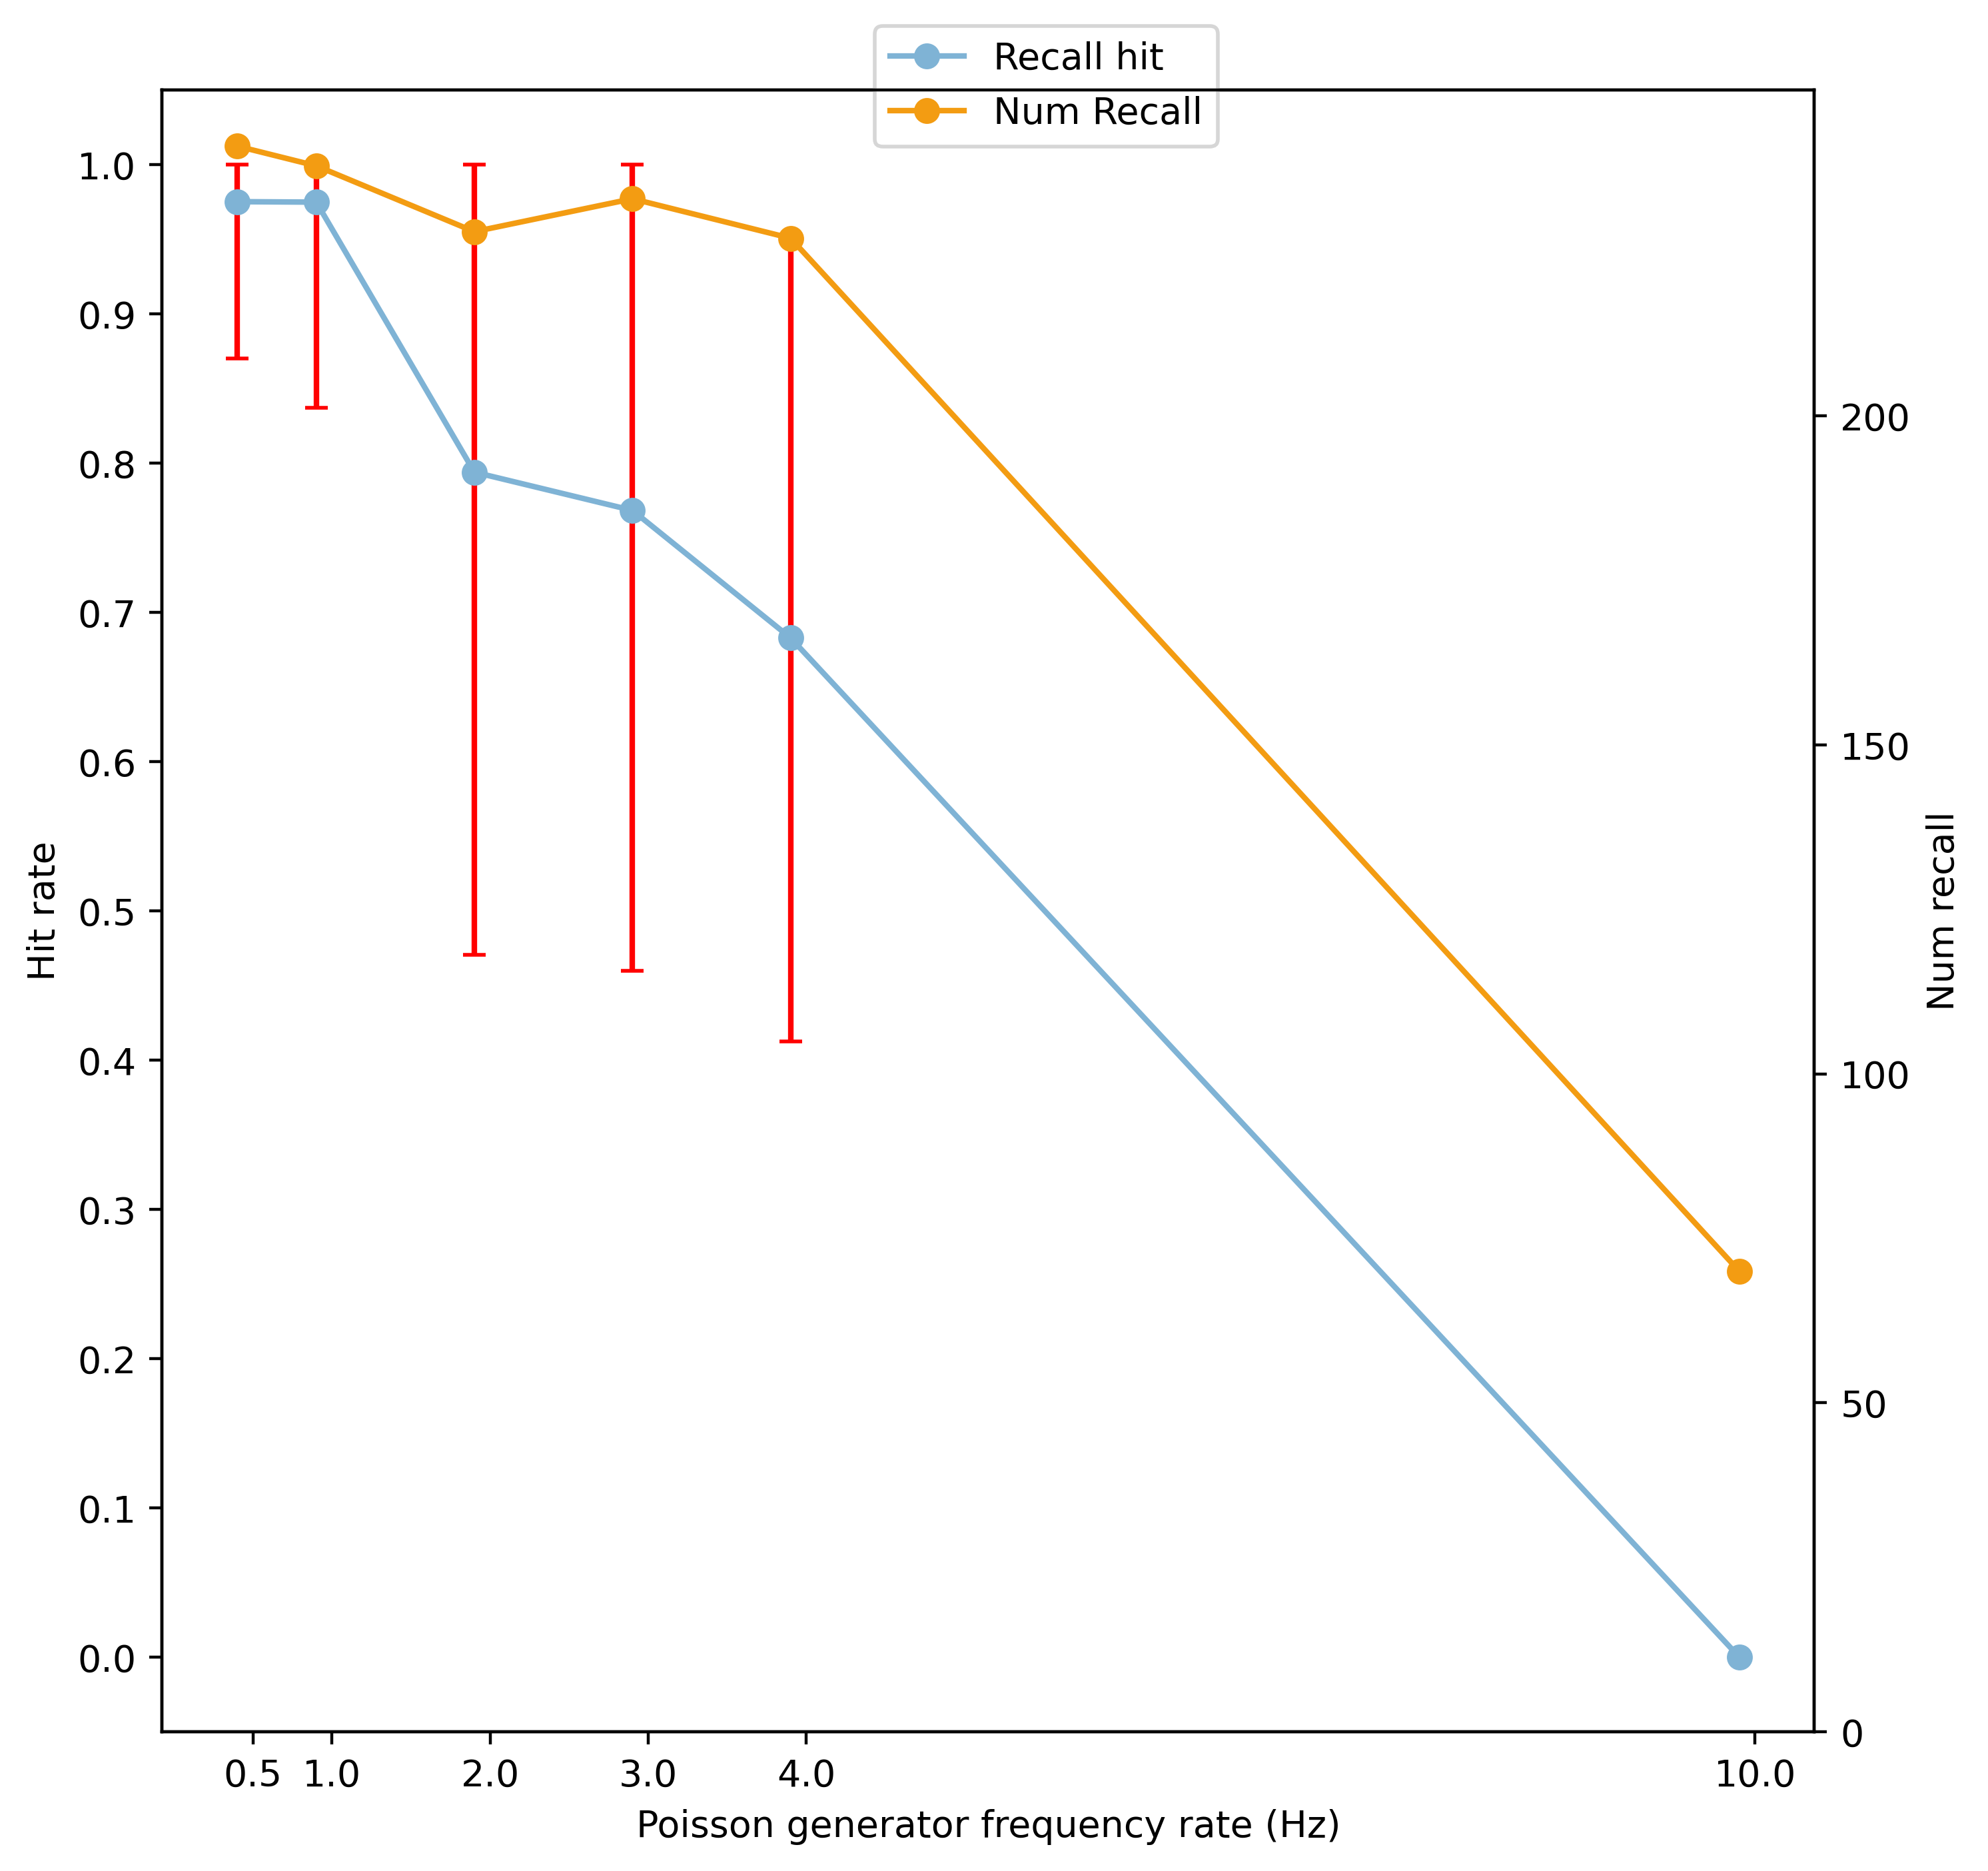 Recall hit
Num Recall
1.0
0.9
0.8
0.7
0.6
0.5
0.4
0.3
0.2
0.1
0.0
Hit rate
200
150
100
50
0
Num recall
0.5 1.0 2.0 3.0 4.0 10.0
Poisson generator frequency rate (Hz)